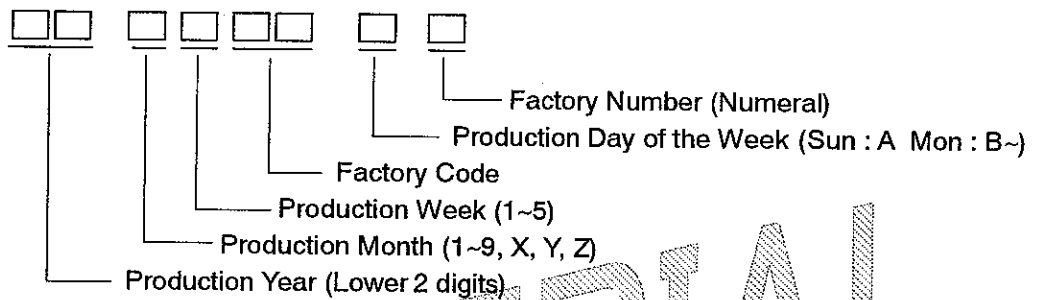 Factory Number (Numeral)
Production Day of the Week (Sun : A Mon : B~)
Factory Code
Production Week (1~5)
Production Month (1~9, X, Y, Z)
Production Year (Lower 2 digits)